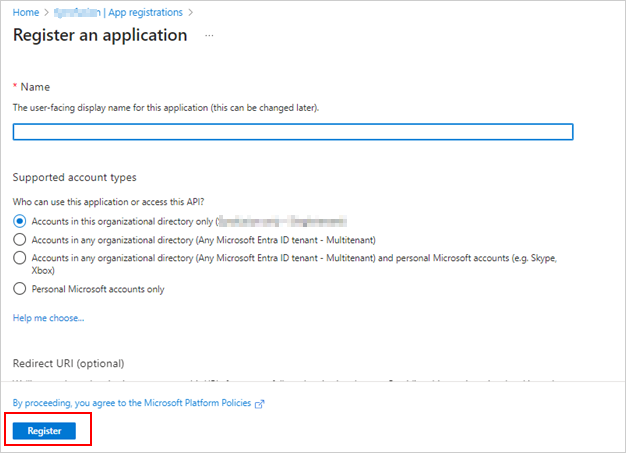 Home > | App registrations >
Register an application ...
* Name
The user-facing display name for this application (this can be changed later).
Supported account types
Who can use this application or access this API?
Accounts in this organizational directory only (
Accounts in any organizational directory (Any Microsoft Entra ID tenant - Multitenant)
Accounts in any organizational directory (Any Microsoft Entra ID tenant - Multitenant) and personal Microsoft accounts (e.g. Skype,
Xbox)
Personal Microsoft accounts only
Help me choose...
Redirect URI (optional)
By proceeding, you agree to the Microsoft Platform Policies
Register